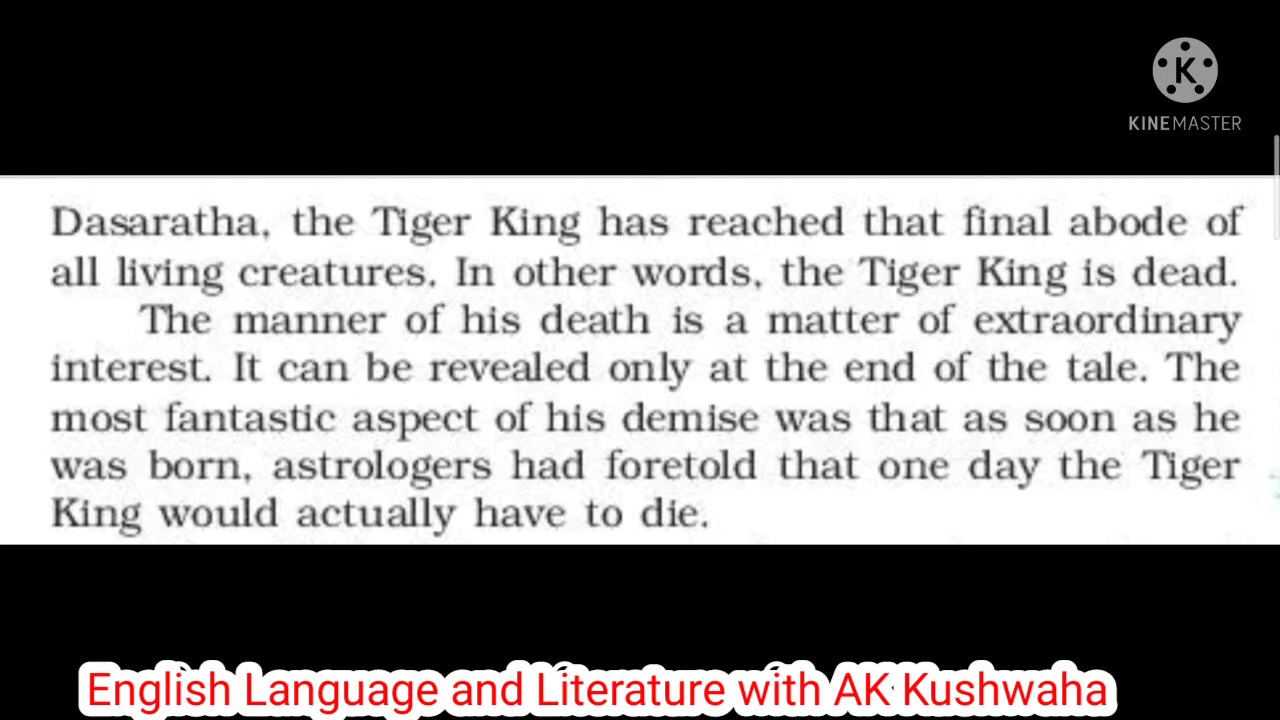 K
KINEMASTER
Dasaratha, the Tiger King has reached that final abode of
all living creatures. In other words, the Tiger King is dead.
The manner of his death is a matter of extraordinary
interest. It can be revealed only at the end of the tale. The
most fantastic aspect of his demise was that as soon as he
was born, astrologers had foretold that one day the Tiger
King would actually have to die.
English Language and Literature with AK Kushwaha